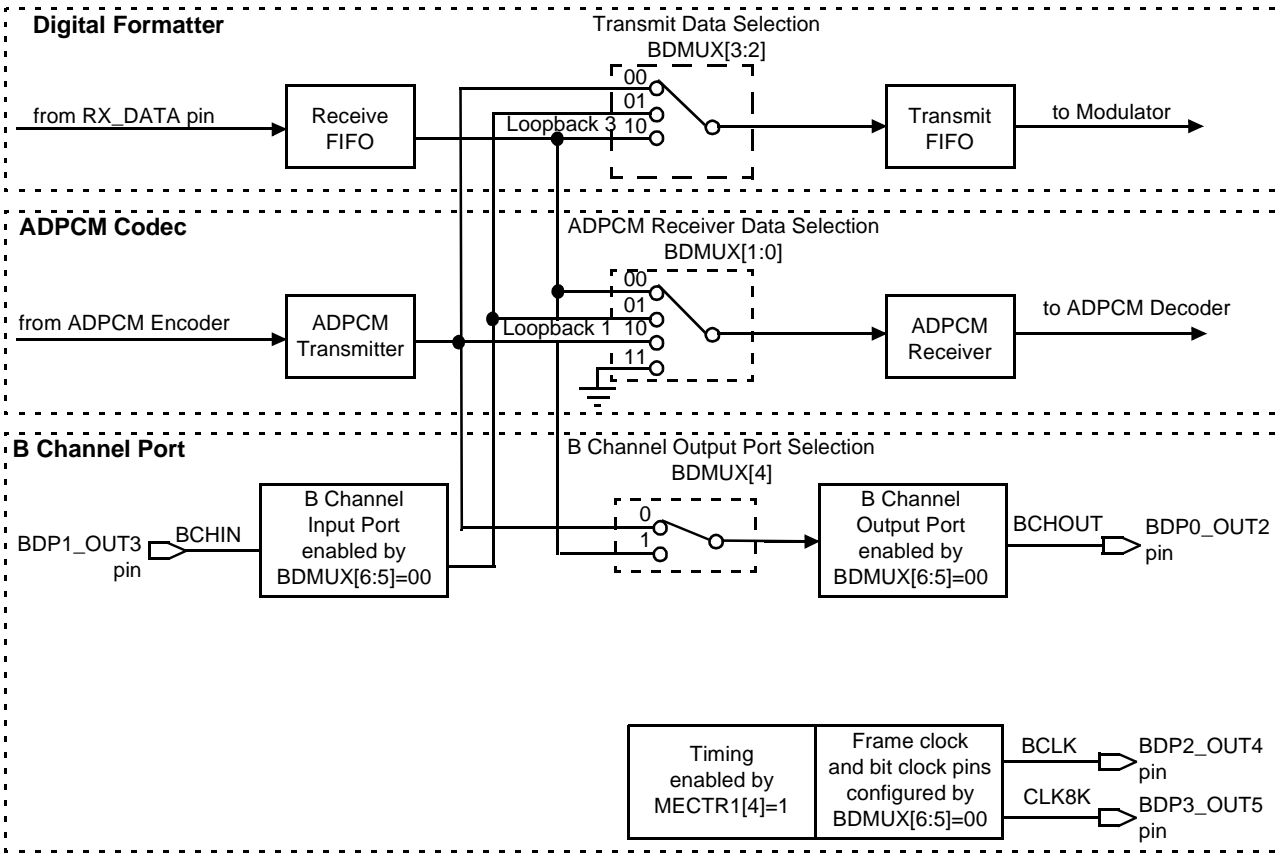 Digital Formatter
Transmit Data Selection
BDMUX[3:2]
00
01
10
from RX_DATA pin
Receive
FIFO
Loopback 3
Transmit
FIFO
to Modulator
ADPCM Codec
ADPCM Receiver Data Selection
BDMUX[1:0]
00
01
10
11
from ADPCM Encoder
ADPCM
Transmitter
Loopback 1
ADPCM
Receiver
to ADPCM Decoder
B Channel Port
B Channel Output Port Selection
BDMUX[4]
0
1
BDP1_OUT3
pin
BCHIN
B Channel
Input Port
enabled by
BDMUX[6:5]=00
B Channel
Output Port
enabled by
BDMUX[6:5]=00
BCHOUT
BDP0_OUT2
pin
Timing
enabled by
MECTR1[4]=1
Frame clock
and bit clock pins
configured by
BDMUX[6:5]=00
BCLK
BDP2_OUT4
pin
CLK8K
BDP3_OUT5
pin